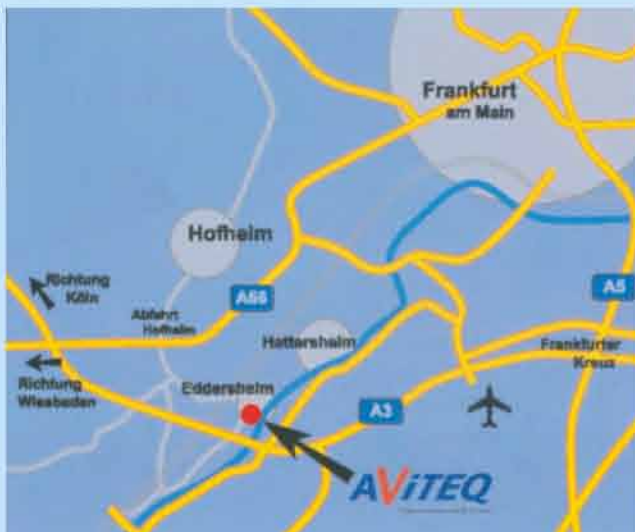 Frankfurt
am Main
Hofheim
Richtung
Köln
A66
A5
Abfahrt
Hofheim
Hattersheim
Frankfurter
Kreuz
Richtung
Wiesbaden
Eddersheim
A3
AViTEQ